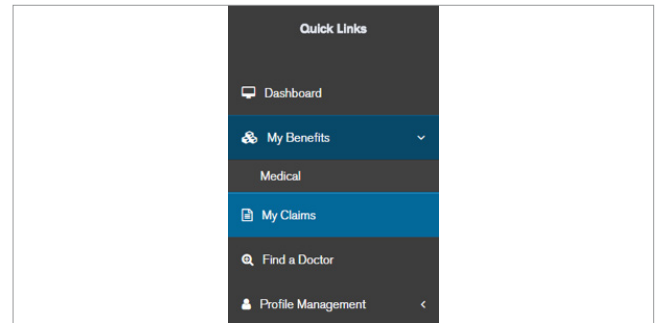 Quick Links
Dashboard
My Benefits
Medical
My Claims
Find a Doctor
Profile Management